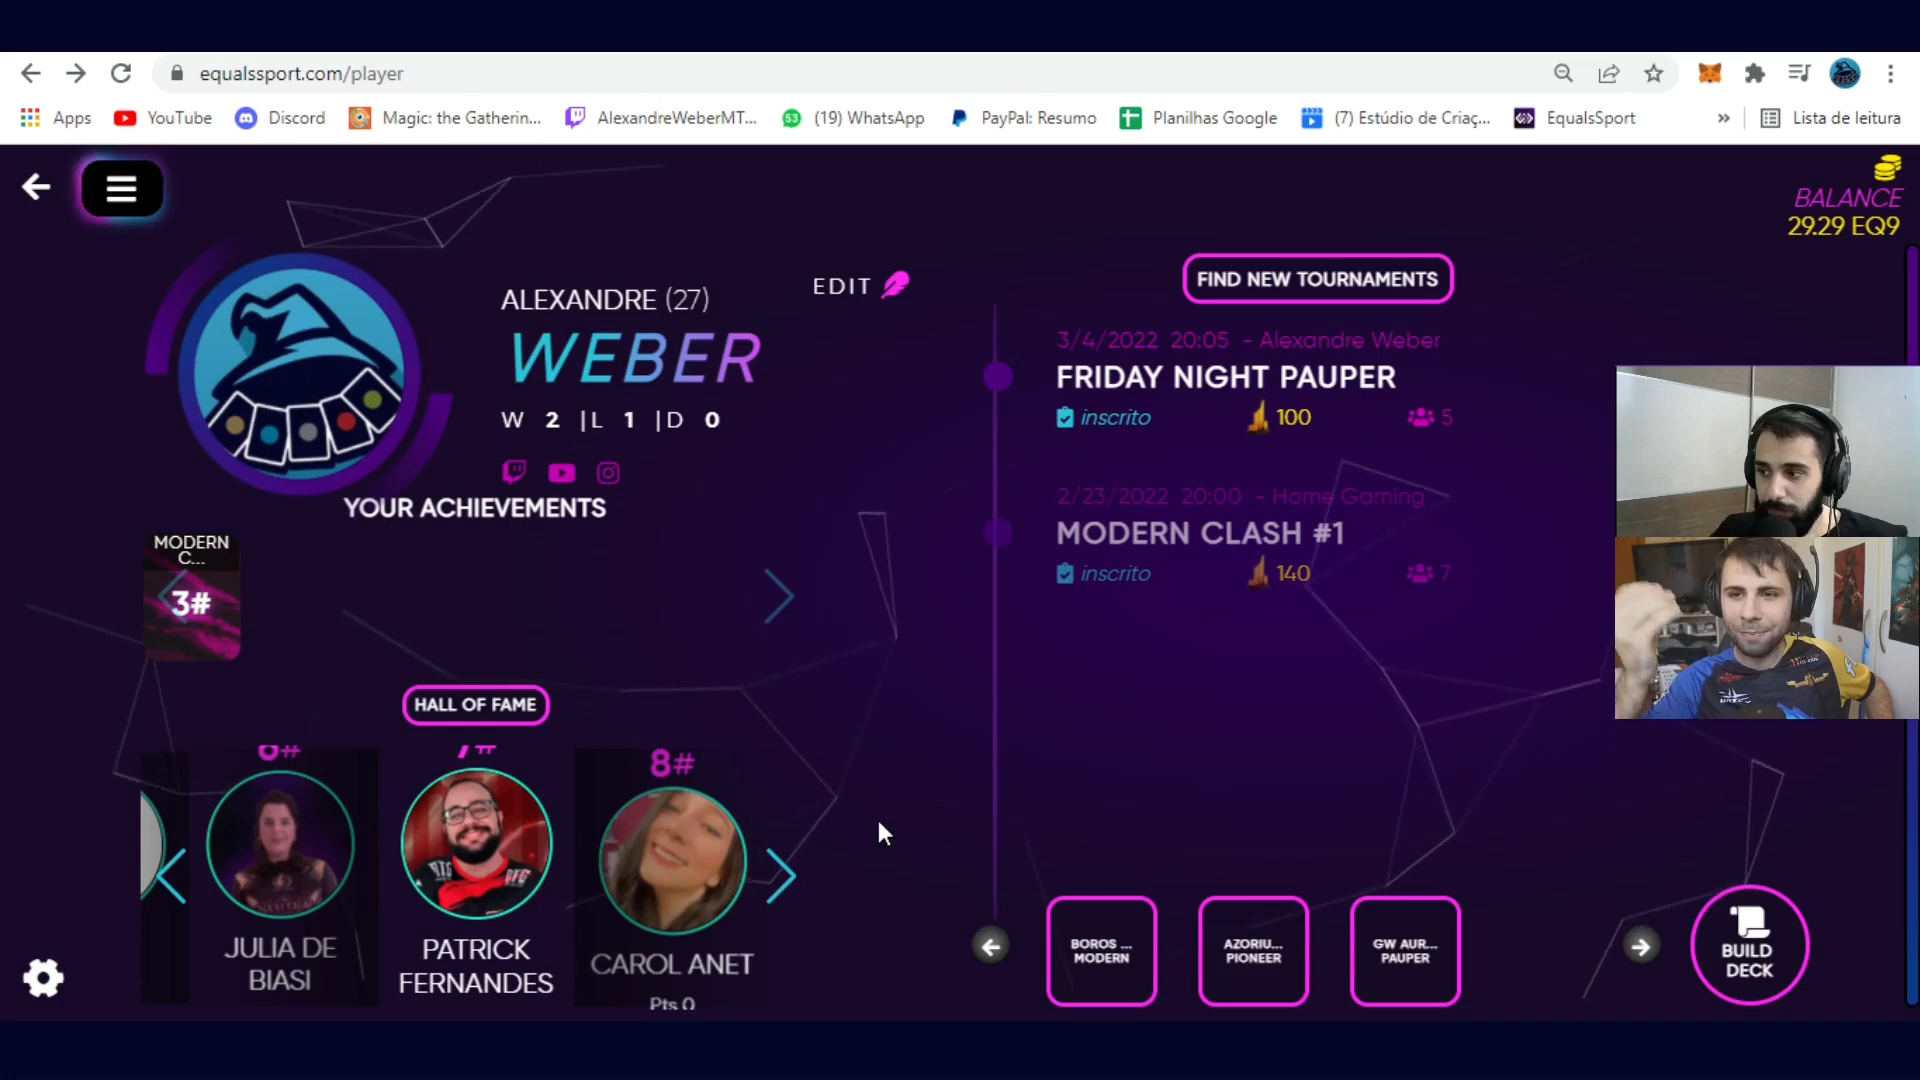 equalssport.com/player
Apps YouTube Discord Magic: the Gatherin... AlexandreWeberMT... 53 (19) WhatsApp PayPal: Resumo Planilhas Google (7) Estúdio de Criaç... EqualsSport » Lista de leitura
BALANCE
29.29 EQ9
ALEXANDRE (27)
EDIT
WEBER
W 2 |L 1 |D 0
YOUR ACHIEVEMENTS
MODERN
C...
3#
HALL OF FAME
6# 7# 8#
JULIA DE
BIASI
PATRICK
FERNANDES
CAROL ANET
Pts 0
FIND NEW TOURNAMENTS
3/4/2022 20:05 - Alexandre Weber
FRIDAY NIGHT PAUPER
inscrito 100 5
2/23/2022 20:00 - Home Gaming
MODERN CLASH #1
inscrito 140 7
BOROS ...
MODERN
AZORIU...
PIONEER
GW AUR...
PAUPER
BUILD
DECK